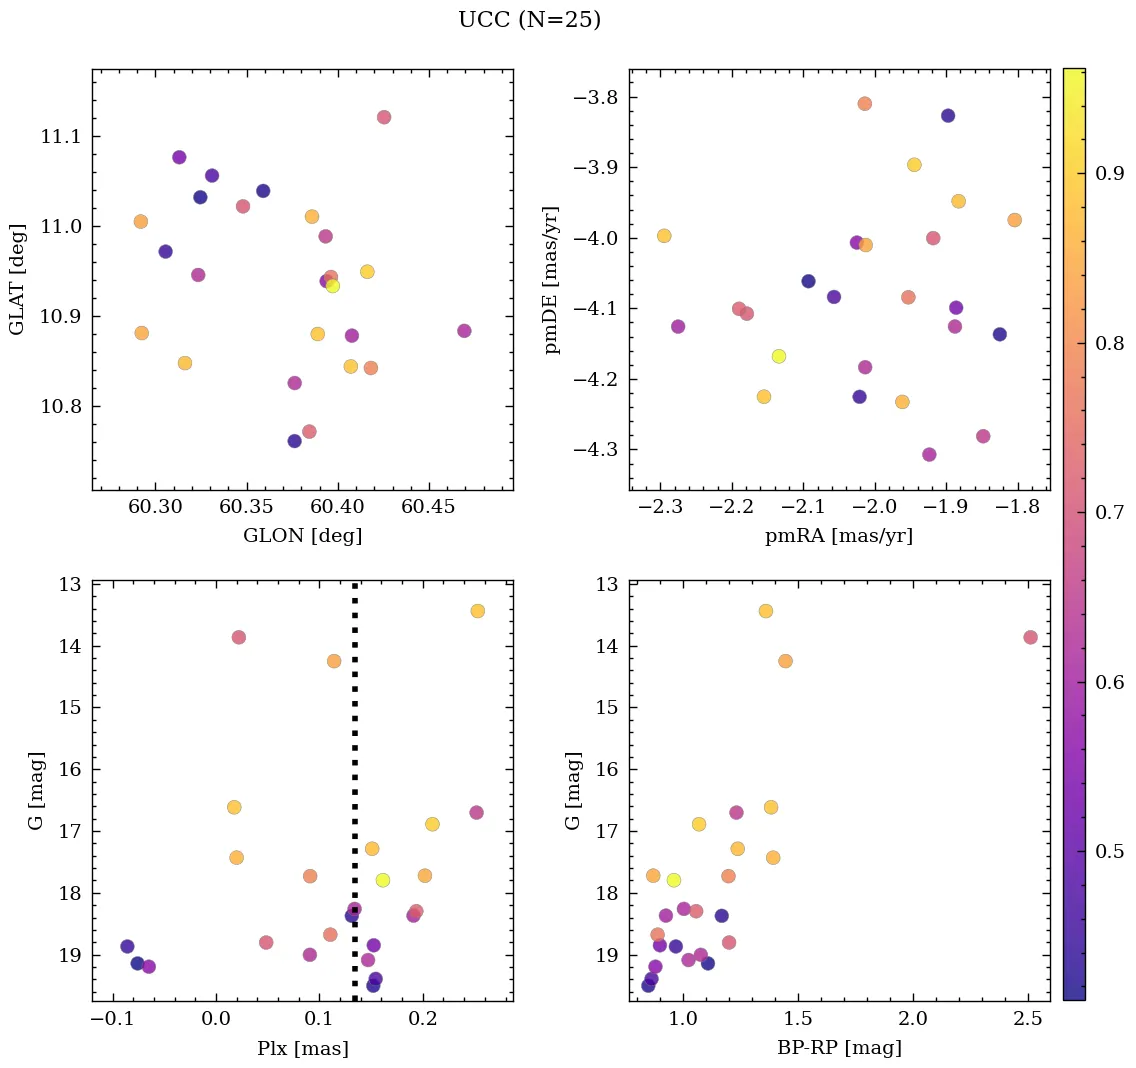 UCC (N=25)
11.1
11.0
10.9
10.8
GLAT [deg]
60.30 60.35 60.40 60.45
GLON [deg]
−3.8
−3.9
−4.0
−4.1
−4.2
−4.3
pmDE [mas/yr]
−2.3 −2.2 −2.1 −2.0 −1.9 −1.8
pmRA [mas/yr]
13
14
15
16
17
18
19
G [mag]
−0.1 0.0 0.1 0.2
Plx [mas]
13
14
15
16
17
18
19
G [mag]
1.0 1.5 2.0 2.5
BP-RP [mag]
0.9
0.8
0.7
0.6
0.5